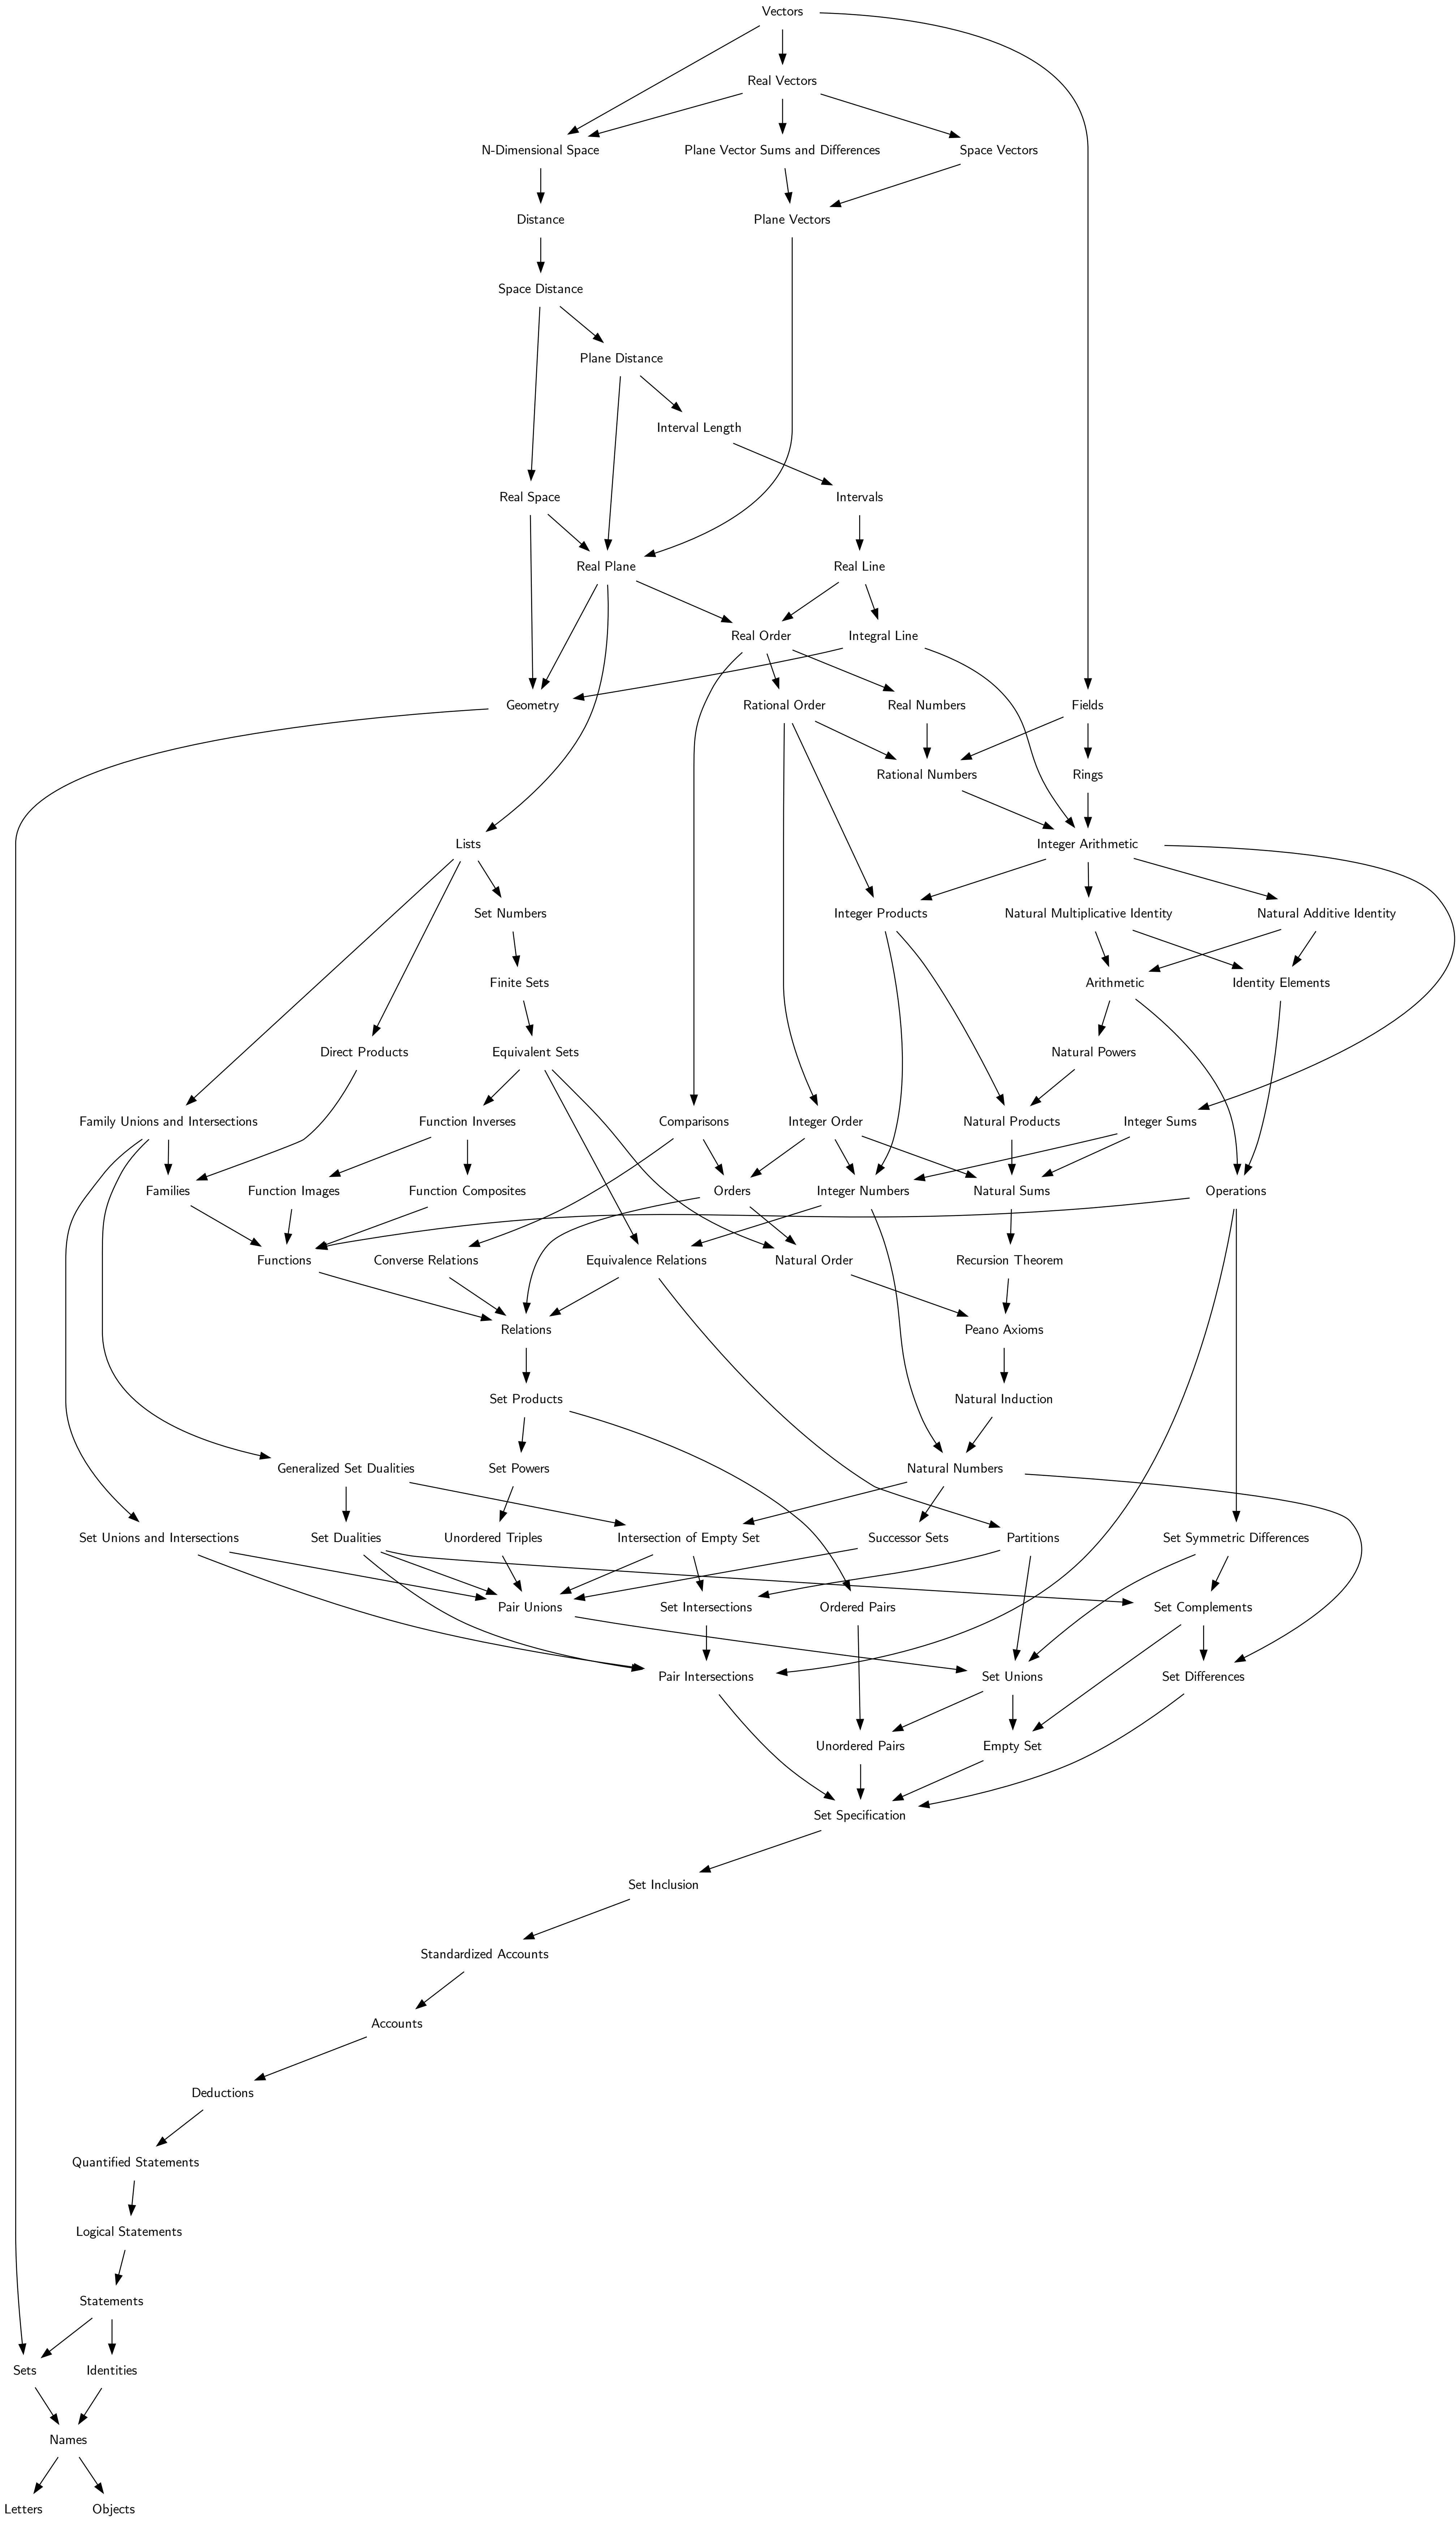 Vectors
Real Vectors
N-Dimensional Space
Plane Vector Sums and Differences
Space Vectors
Distance
Plane Vectors
Space Distance
Plane Distance
Interval Length
Real Space
Intervals
Real Plane
Real Line
Real Order
Integral Line
Geometry
Rational Order
Real Numbers
Fields
Rational Numbers
Rings
Lists
Integer Arithmetic
Set Numbers
Integer Products
Natural Multiplicative Identity
Natural Additive Identity
Finite Sets
Arithmetic
Identity Elements
Direct Products
Equivalent Sets
Natural Powers
Family Unions and Intersections
Function Inverses
Comparisons
Integer Order
Natural Products
Integer Sums
Families
Function Images
Function Composites
Orders
Integer Numbers
Natural Sums
Operations
Functions
Converse Relations
Equivalence Relations
Natural Order
Recursion Theorem
Relations
Peano Axioms
Set Products
Natural Induction
Generalized Set Dualities
Set Powers
Natural Numbers
Set Unions and Intersections
Set Dualities
Unordered Triples
Intersection of Empty Set
Successor Sets
Partitions
Set Symmetric Differences
Pair Unions
Set Intersections
Ordered Pairs
Set Complements
Pair Intersections
Set Unions
Set Differences
Unordered Pairs
Empty Set
Set Specification
Set Inclusion
Standardized Accounts
Accounts
Deductions
Quantified Statements
Logical Statements
Statements
Sets
Identities
Names
Letters
Objects